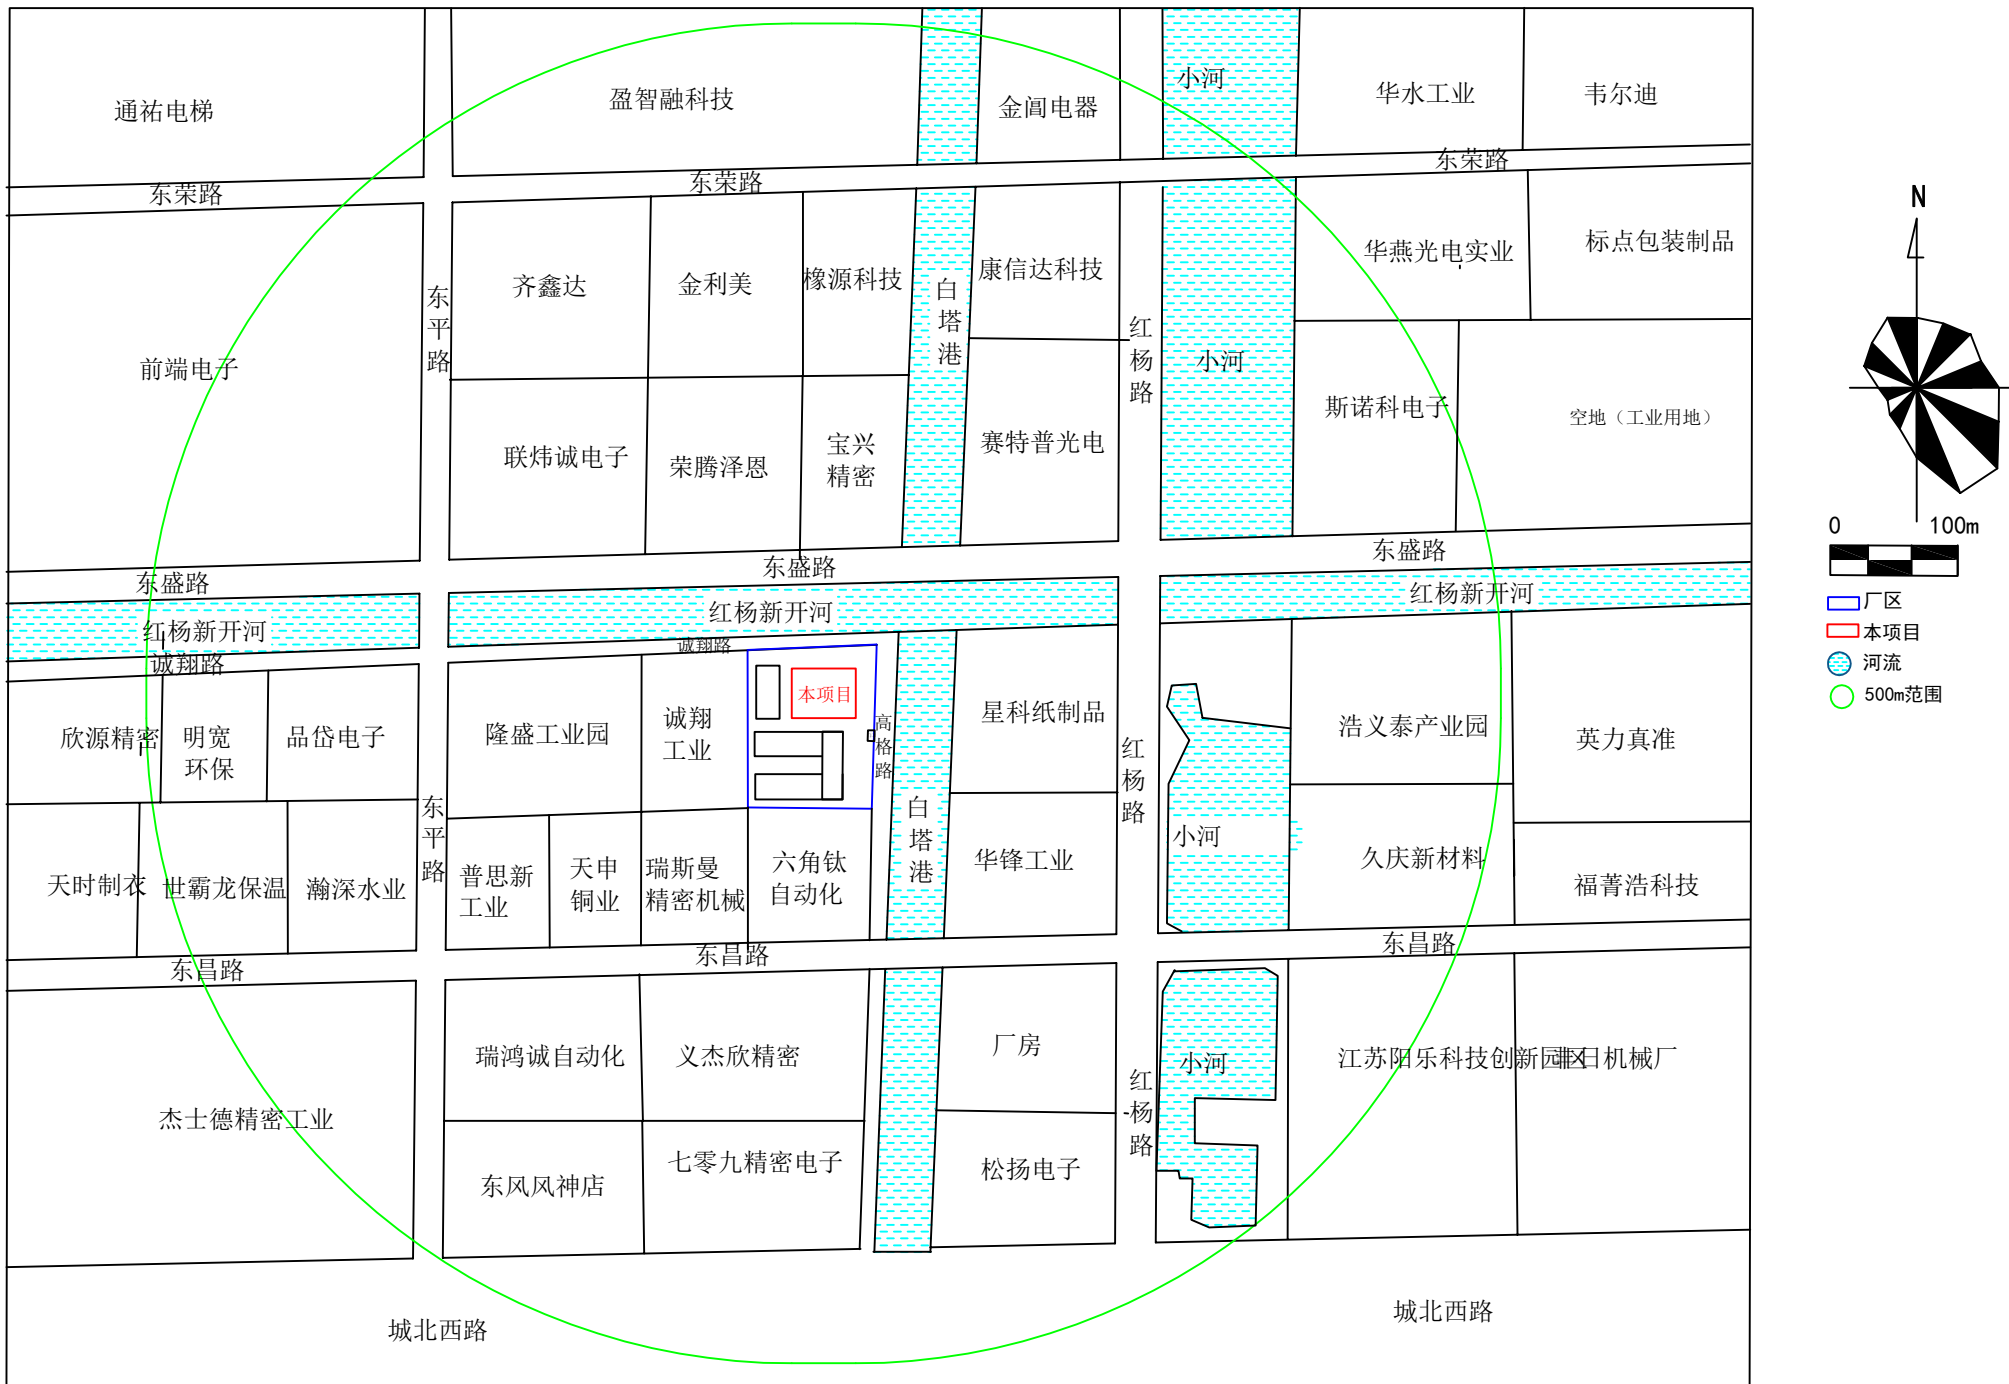 通祐电梯
盈智融科技
金阊电器
小河
华水工业
韦尔迪
东荣路
东荣路
东荣路
N
齐鑫达
金利美
橡源科技
康信达科技
华燕光电实业
标点包装制品
东平路
白塔港
红杨路
小河
前端电子
联炜诚电子
荣腾泽恩
宝兴
精密
赛特普光电
斯诺科电子
空地（工业用地）
0
100m
东盛路
东盛路
东盛路
红杨新开河
红杨新开河
红杨新开河
厂区
本项目
河流
500m范围
诚翔路
诚翔路
欣源精密
明宽
环保
品岱电子
隆盛工业园
诚翔
工业
本项目
高格路
星科纸制品
红杨路
浩义泰产业园
英力真准
东平路
白塔港
小河
天时制衣
世霸龙保温
瀚深水业
普思新
工业
天申
铜业
瑞斯曼
精密机械
六角钛
自动化
华锋工业
久庆新材料
福菁浩科技
东昌路
东昌路
东昌路
瑞鸿诚自动化
义杰欣精密
厂房
红杨路
小河
江苏阳乐科技创新园区
日机械厂
杰士德精密工业
东风风神店
七零九精密电子
松扬电子
城北西路
城北西路